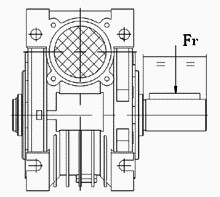 Fr
= =